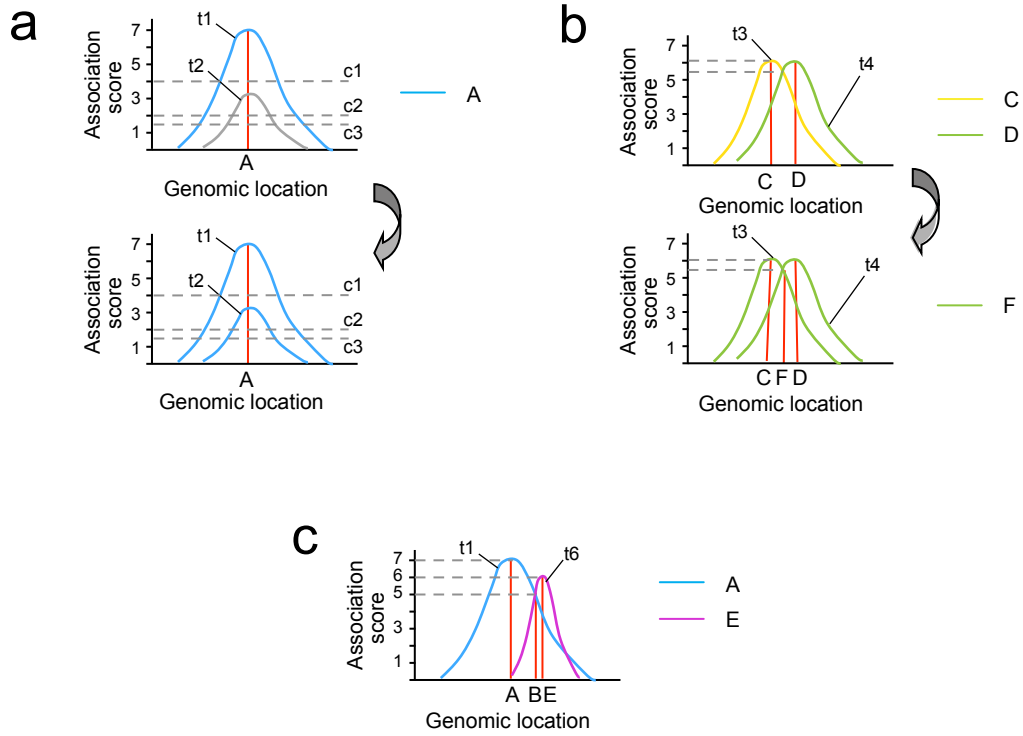 a
Association
score
7
5
3
1
t1
t2
c1
c2
c3
A
A
Genomic location
Association
score
7
5
3
1
t1
t2
c1
c2
c3
A
Genomic location
b
Association
score
7
5
3
1
t3
t4
C
D
C D
Genomic location
Association
score
7
5
3
1
t3
t4
F
C F D
Genomic location
c
Association
score
7
6
5
3
1
t1
t6
A
E
A B E
Genomic location